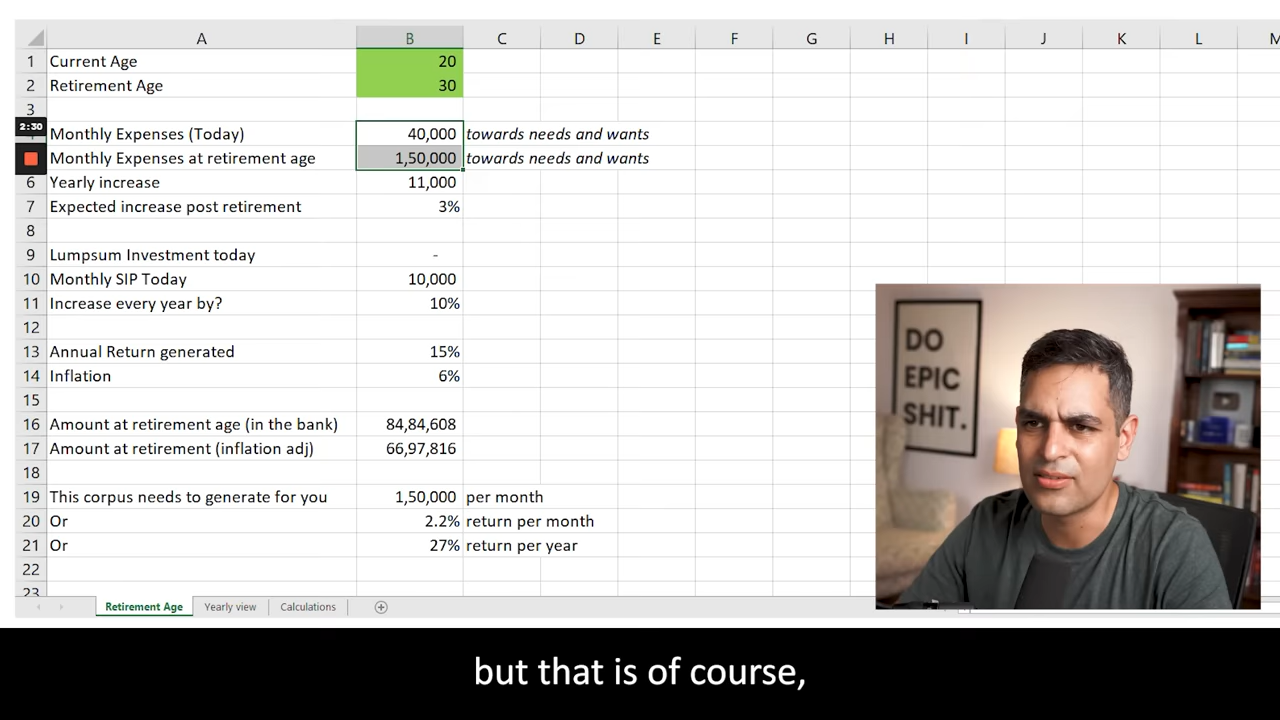 A B C D E F G H I J K L M
1 Current Age 20
2 Retirement Age 30
3
2:30
Monthly Expenses (Today) 40,000 towards needs and wants
Monthly Expenses at retirement age 1,50,000 towards needs and wants
6 Yearly increase 11,000
7 Expected increase post retirement 3%
8
9 Lumpsum Investment today -
10 Monthly SIP Today 10,000
11 Increase every year by? 10%
12
13 Annual Return generated 15%
14 Inflation 6%
15
16 Amount at retirement age (in the bank) 84,84,608
17 Amount at retirement (inflation adj) 66,97,816
18
19 This corpus needs to generate for you 1,50,000 per month
20 Or 2.2% return per month
21 Or 27% return per year
22
23
Retirement Age Yearly view Calculations
DO
EPIC
SHIT.
but that is of course,